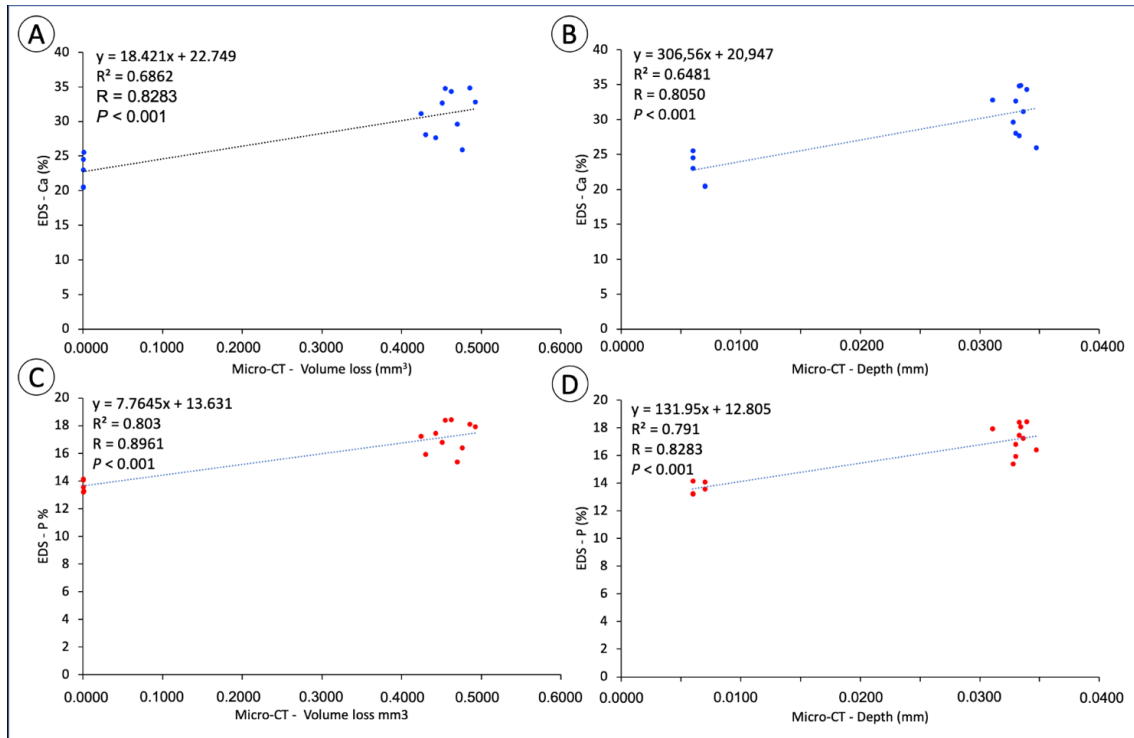 A
y = 18.421x + 22.749
R² = 0.6862
R = 0.8283
P < 0.001
EDS - Ca (%)
40
35
30
25
20
15
10
5
0
0.0000 0.1000 0.2000 0.3000 0.4000 0.5000 0.6000
Micro-CT - Volume loss (mm³)
B
y = 306,56x + 20,947
R² = 0.6481
R = 0.8050
P < 0.001
EDS - Ca (%)
40
35
30
25
20
15
10
5
0
0.0000 0.0100 0.0200 0.0300 0.0400
Micro-CT - Depth (mm)
C
y = 7.7645x + 13.631
R² = 0.803
R = 0.8961
P < 0.001
EDS - P %
20
18
16
14
12
10
8
6
4
2
0
0.0000 0.1000 0.2000 0.3000 0.4000 0.5000 0.6000
Micro-CT - Volume loss mm3
D
y = 131.95x + 12.805
R² = 0.791
R = 0.8283
P < 0.001
EDS - P (%)
20
18
16
14
12
10
8
6
4
2
0
0.0000 0.0100 0.0200 0.0300 0.0400
Micro-CT - Depth (mm)